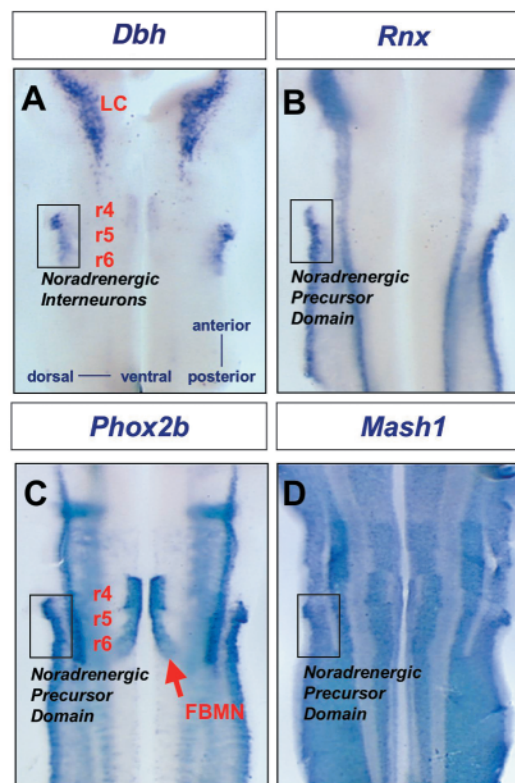 Dbh
Rnx
A
LC
r4
r5
r6
Noradrenergic
Interneurons
anterior
dorsal
ventral
posterior
B
Noradrenergic
Precursor
Domain
Phox2b
Mash1
C
r4
r5
r6
Noradrenergic
Precursor
Domain
FBMN
D
Noradrenergic
Precursor
Domain